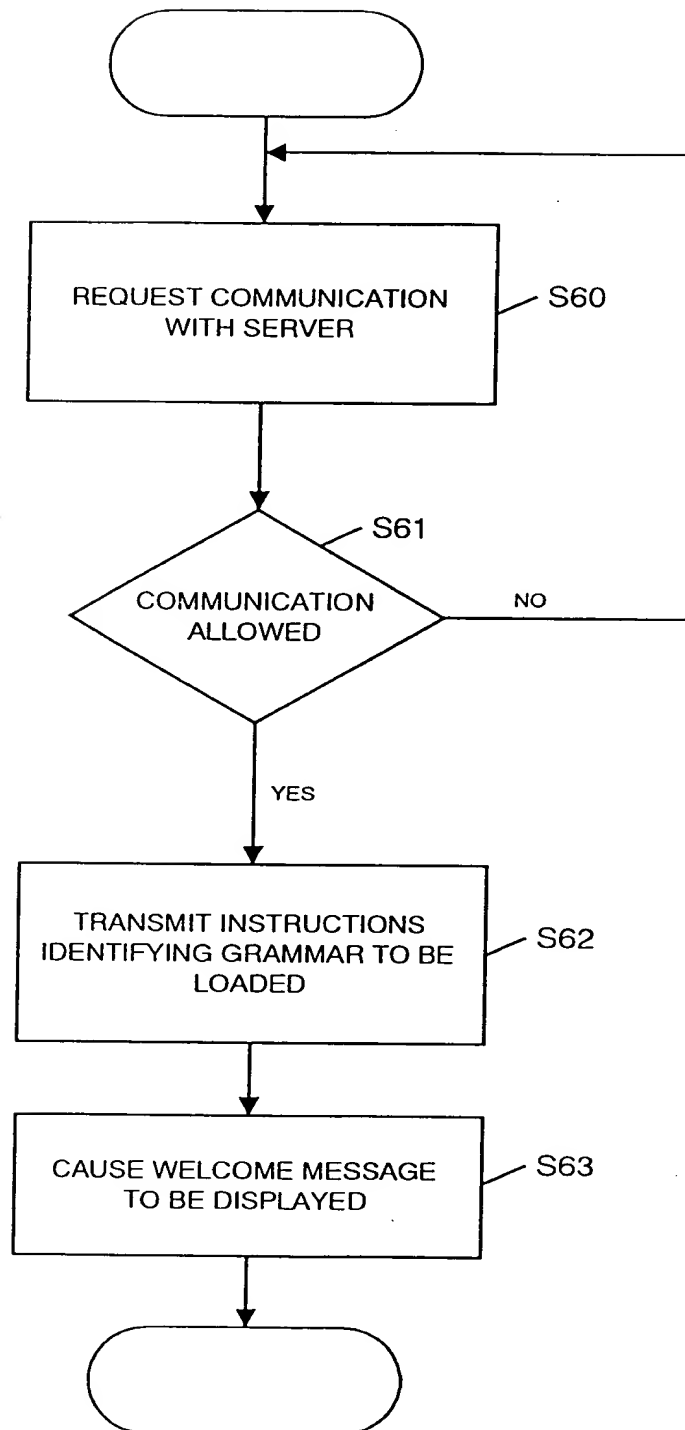 REQUEST COMMUNICATION
WITH SERVER
S60
S61
COMMUNICATION
ALLOWED
NO
YES
TRANSMIT INSTRUCTIONS
IDENTIFYING GRAMMAR TO BE
LOADED
S62
CAUSE WELCOME MESSAGE
TO BE DISPLAYED
S63